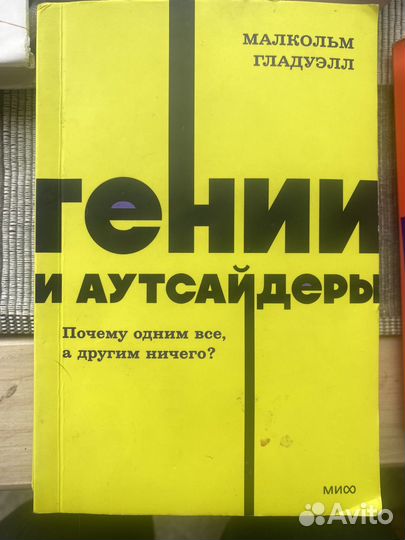 МАЛКОЛЬМ
ГЛАДУЭЛЛ
ГЕНИИ
И АУТСАЙДЕРЫ
Почему одним все,
а другим ничего?
МИФ
Avito